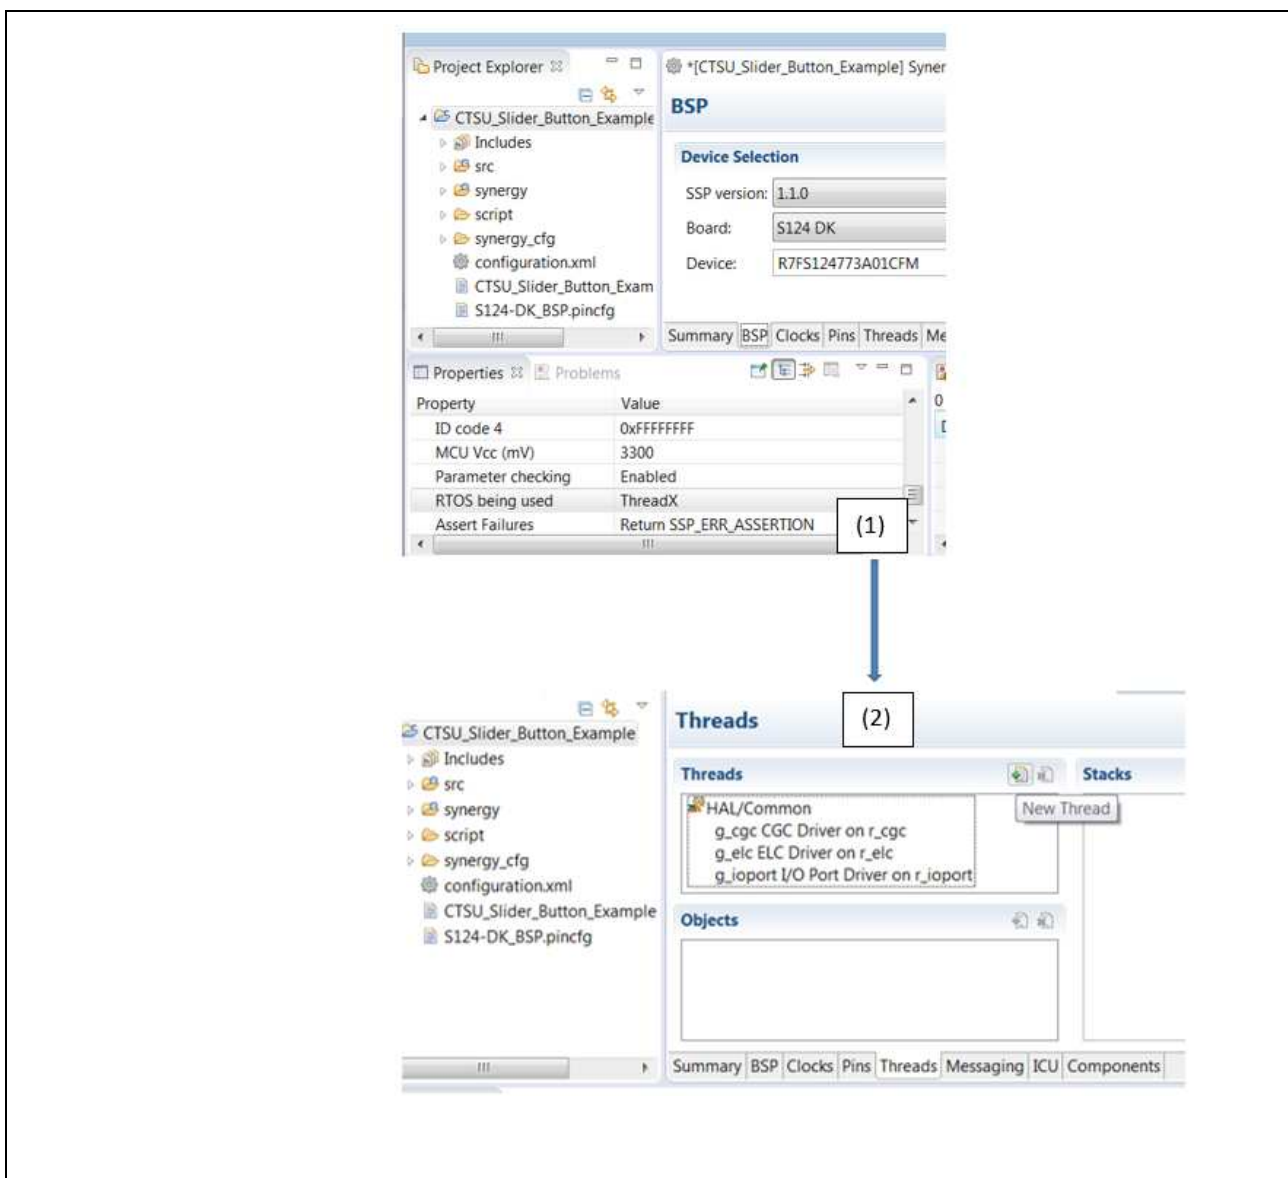 Project Explorer
*[CTSU_Slider_Button_Example] Syner
CTSU_Slider_Button_Example
Includes
src
synergy
script
synergy_cfg
configuration.xml
CTSU_Slider_Button_Exam
S124-DK_BSP.pincfg
BSP
Device Selection
SSP version: 1.1.0
Board: S124 DK
Device: R7FS124773A01CFM
Summary BSP Clocks Pins Threads Me
Properties Problems
Property Value
ID code 4 0xFFFFFFFF
MCU Vcc (mV) 3300
Parameter checking Enabled
RTOS being used ThreadX
Assert Failures Return SSP_ERR_ASSERTION
0
(1)
(2)
CTSU_Slider_Button_Example
Includes
src
synergy
script
synergy_cfg
configuration.xml
CTSU_Slider_Button_Example
S124-DK_BSP.pincfg
Threads
Threads
Stacks
New Thread
HAL/Common
g_cgc CGC Driver on r_cgc
g_elc ELC Driver on r_elc
g_ioport I/O Port Driver on r_ioport
Objects
Summary BSP Clocks Pins Threads Messaging ICU Components